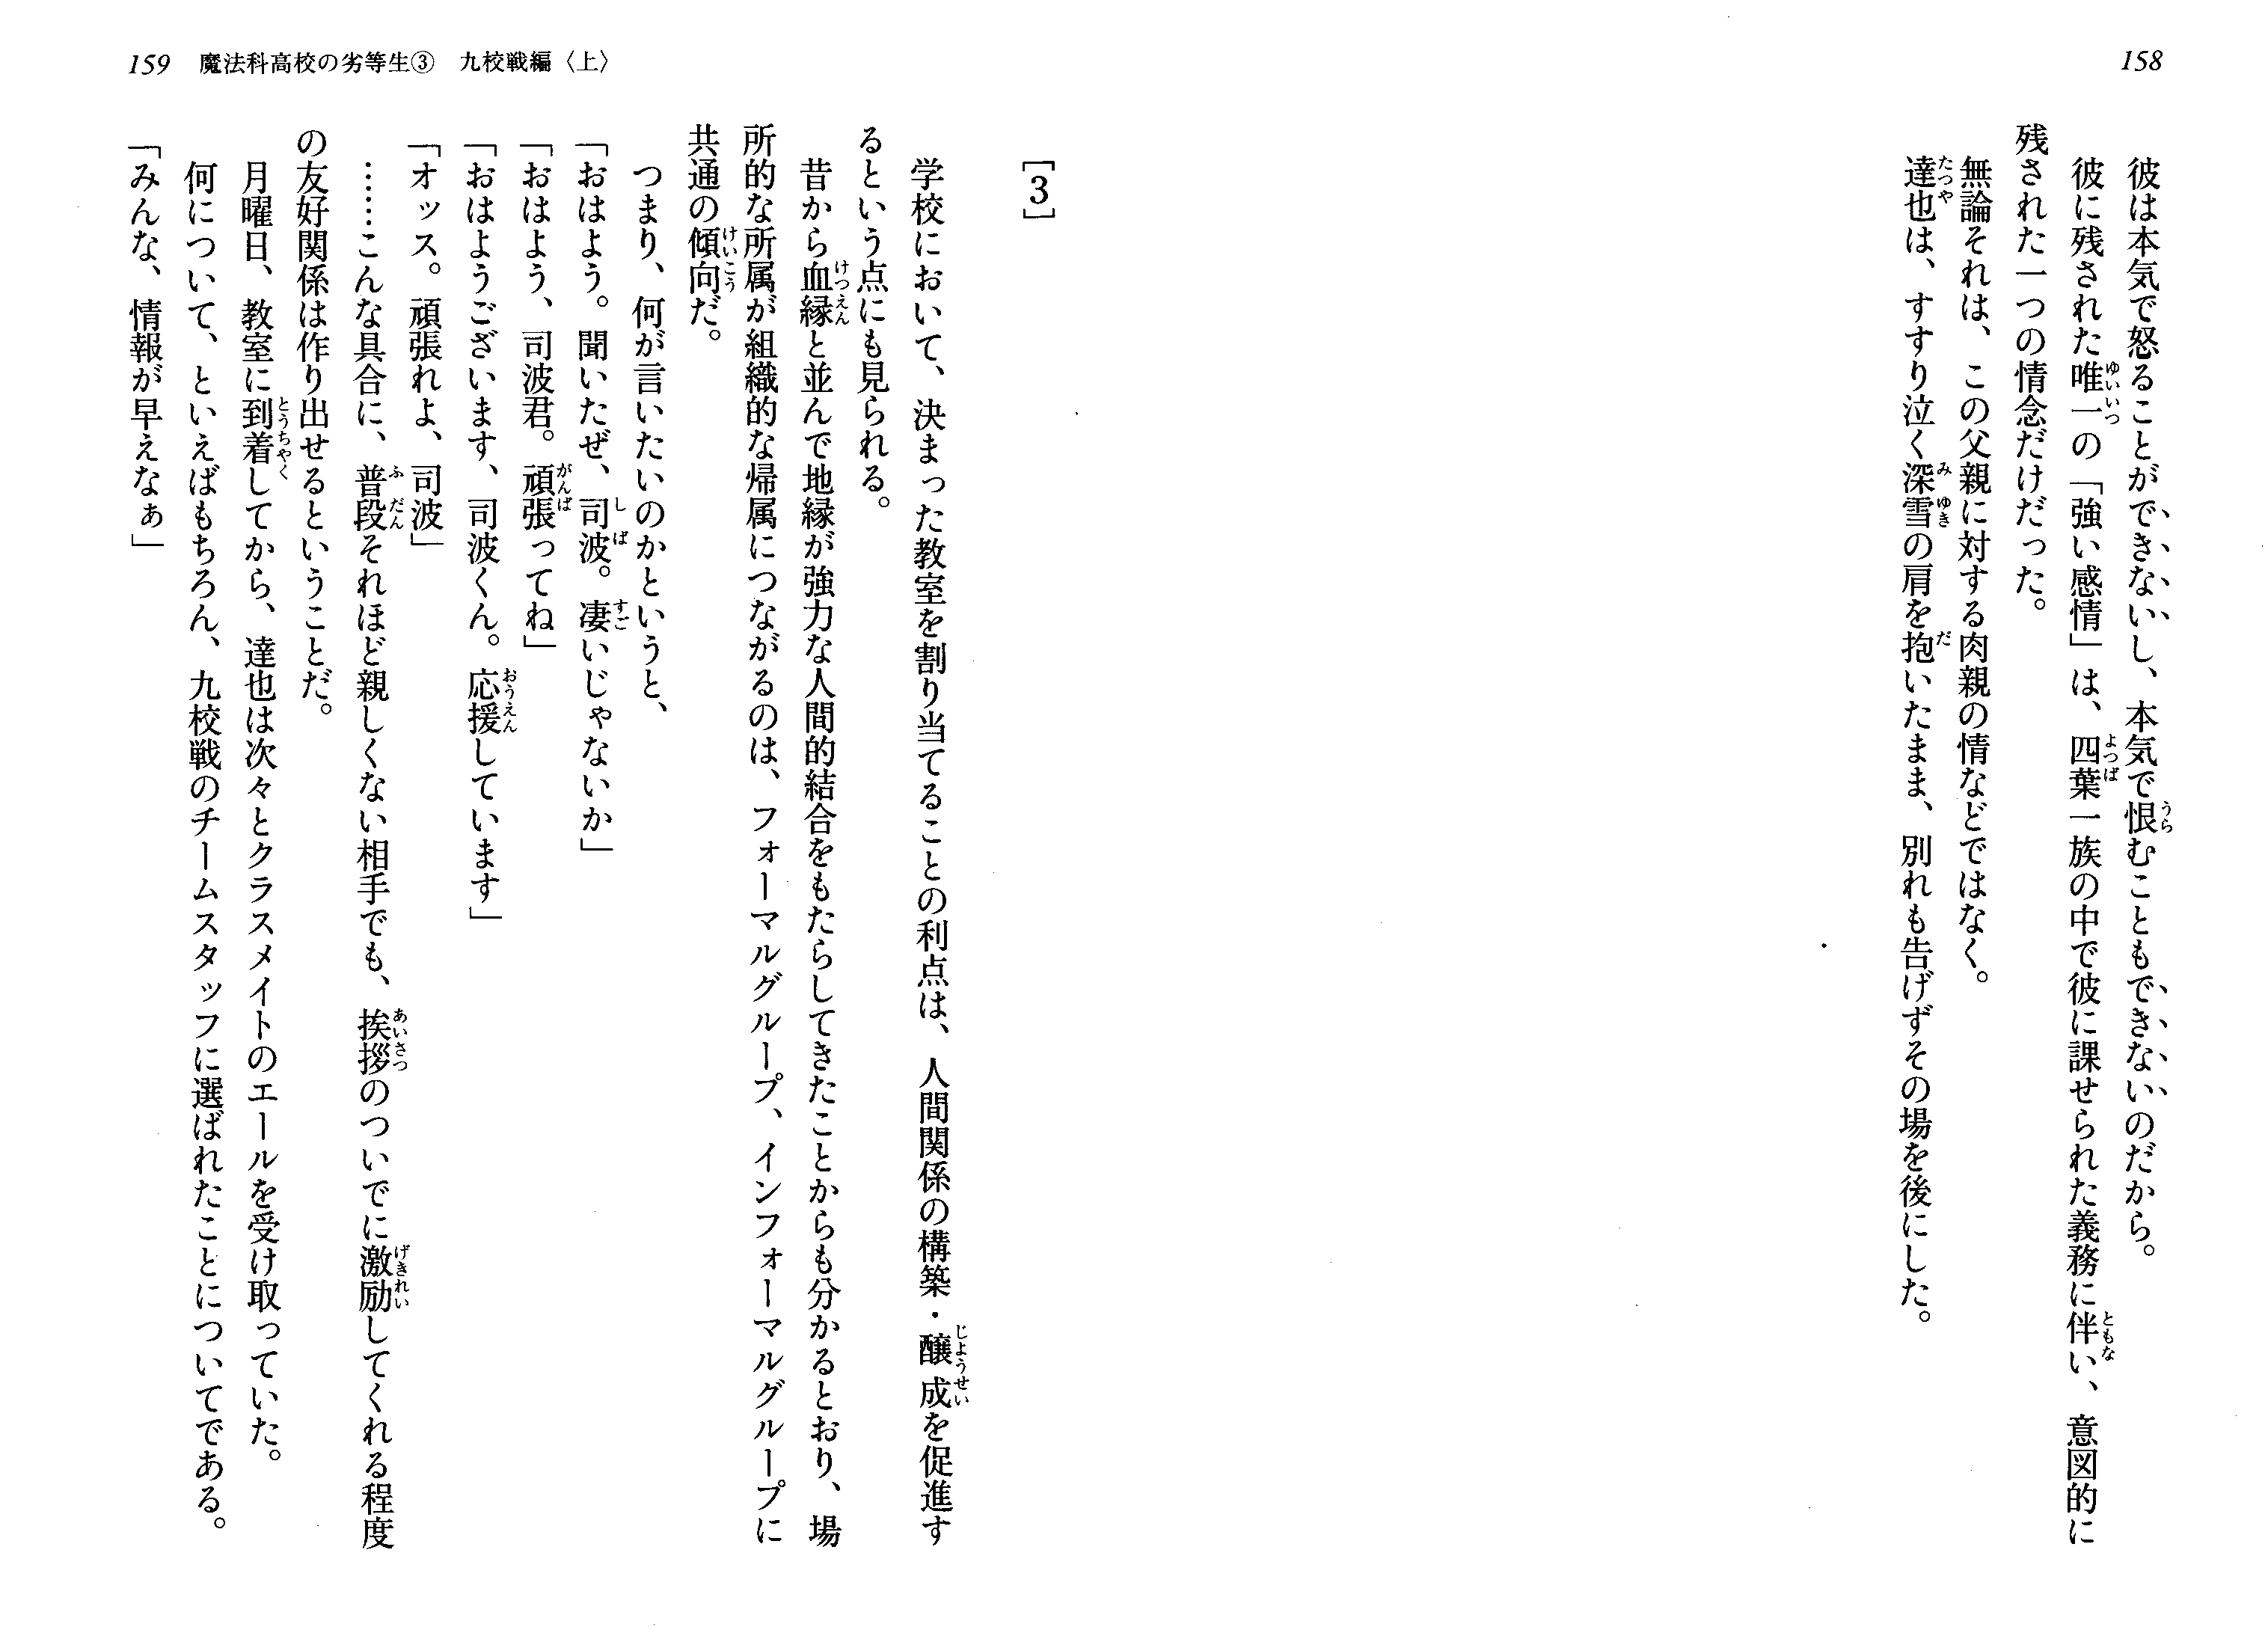 158
彼は本気で怒ることができないし、本気で恨むこともできないのだから。
彼に残された唯一の「強い感情」は、四葉一族の中で彼に課せられた義務に伴い、意図的に
残された一つの情念だけだった。
無論それは、この父親に対する肉親の情などではなく。
達也は、すすり泣く深雪の肩を抱いたまま、別れも告げずその場を後にした。
159 魔法科高校の劣等生③ 九校戦編〈上〉
[3]
学校において、決まった教室を割り当てることの利点は、人間関係の構築・醸成を促進す
るという点にも見られる。
昔から血縁と並んで地縁が強力な人間的結合をもたらしてきたことからも分かるとおり、場
所的な所属が組織的な帰属につながるのは、フォーマルグループ、インフォーマルグループに
共通の傾向だ。
つまり、何が言いたいのかというと、
「おはよう。聞いたぜ、司波。凄いじゃないか」
「おはよう、司波君。頑張ってね」
「おはようございます、司波くん。応援しています」
「オッス。頑張れよ、司波」
……こんな具合に、普段それほど親しくない相手でも、挨拶のついでに激励してくれる程度
の友好関係は作り出せるということだ。
月曜日、教室に到着してから、達也は次々とクラスメイトのエールを受け取っていた。
何について、といえばもちろん、九校戦のチームスタッフに選ばれたことについてである。
「みんな、情報が早えなぁ」